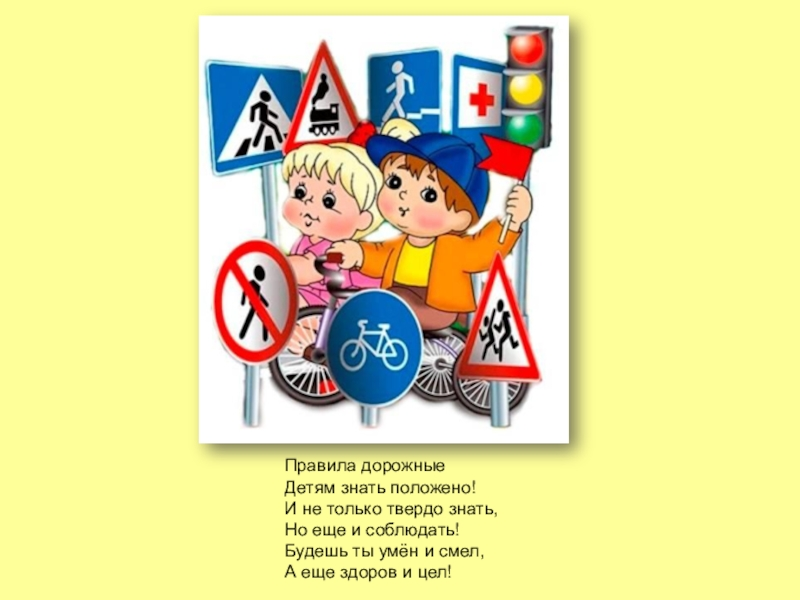 Правила дорожные
Детям знать положено!
И не только твердо знать,
Но еще и соблюдать!
Будешь ты умён и смел,
А еще здоров и цел!